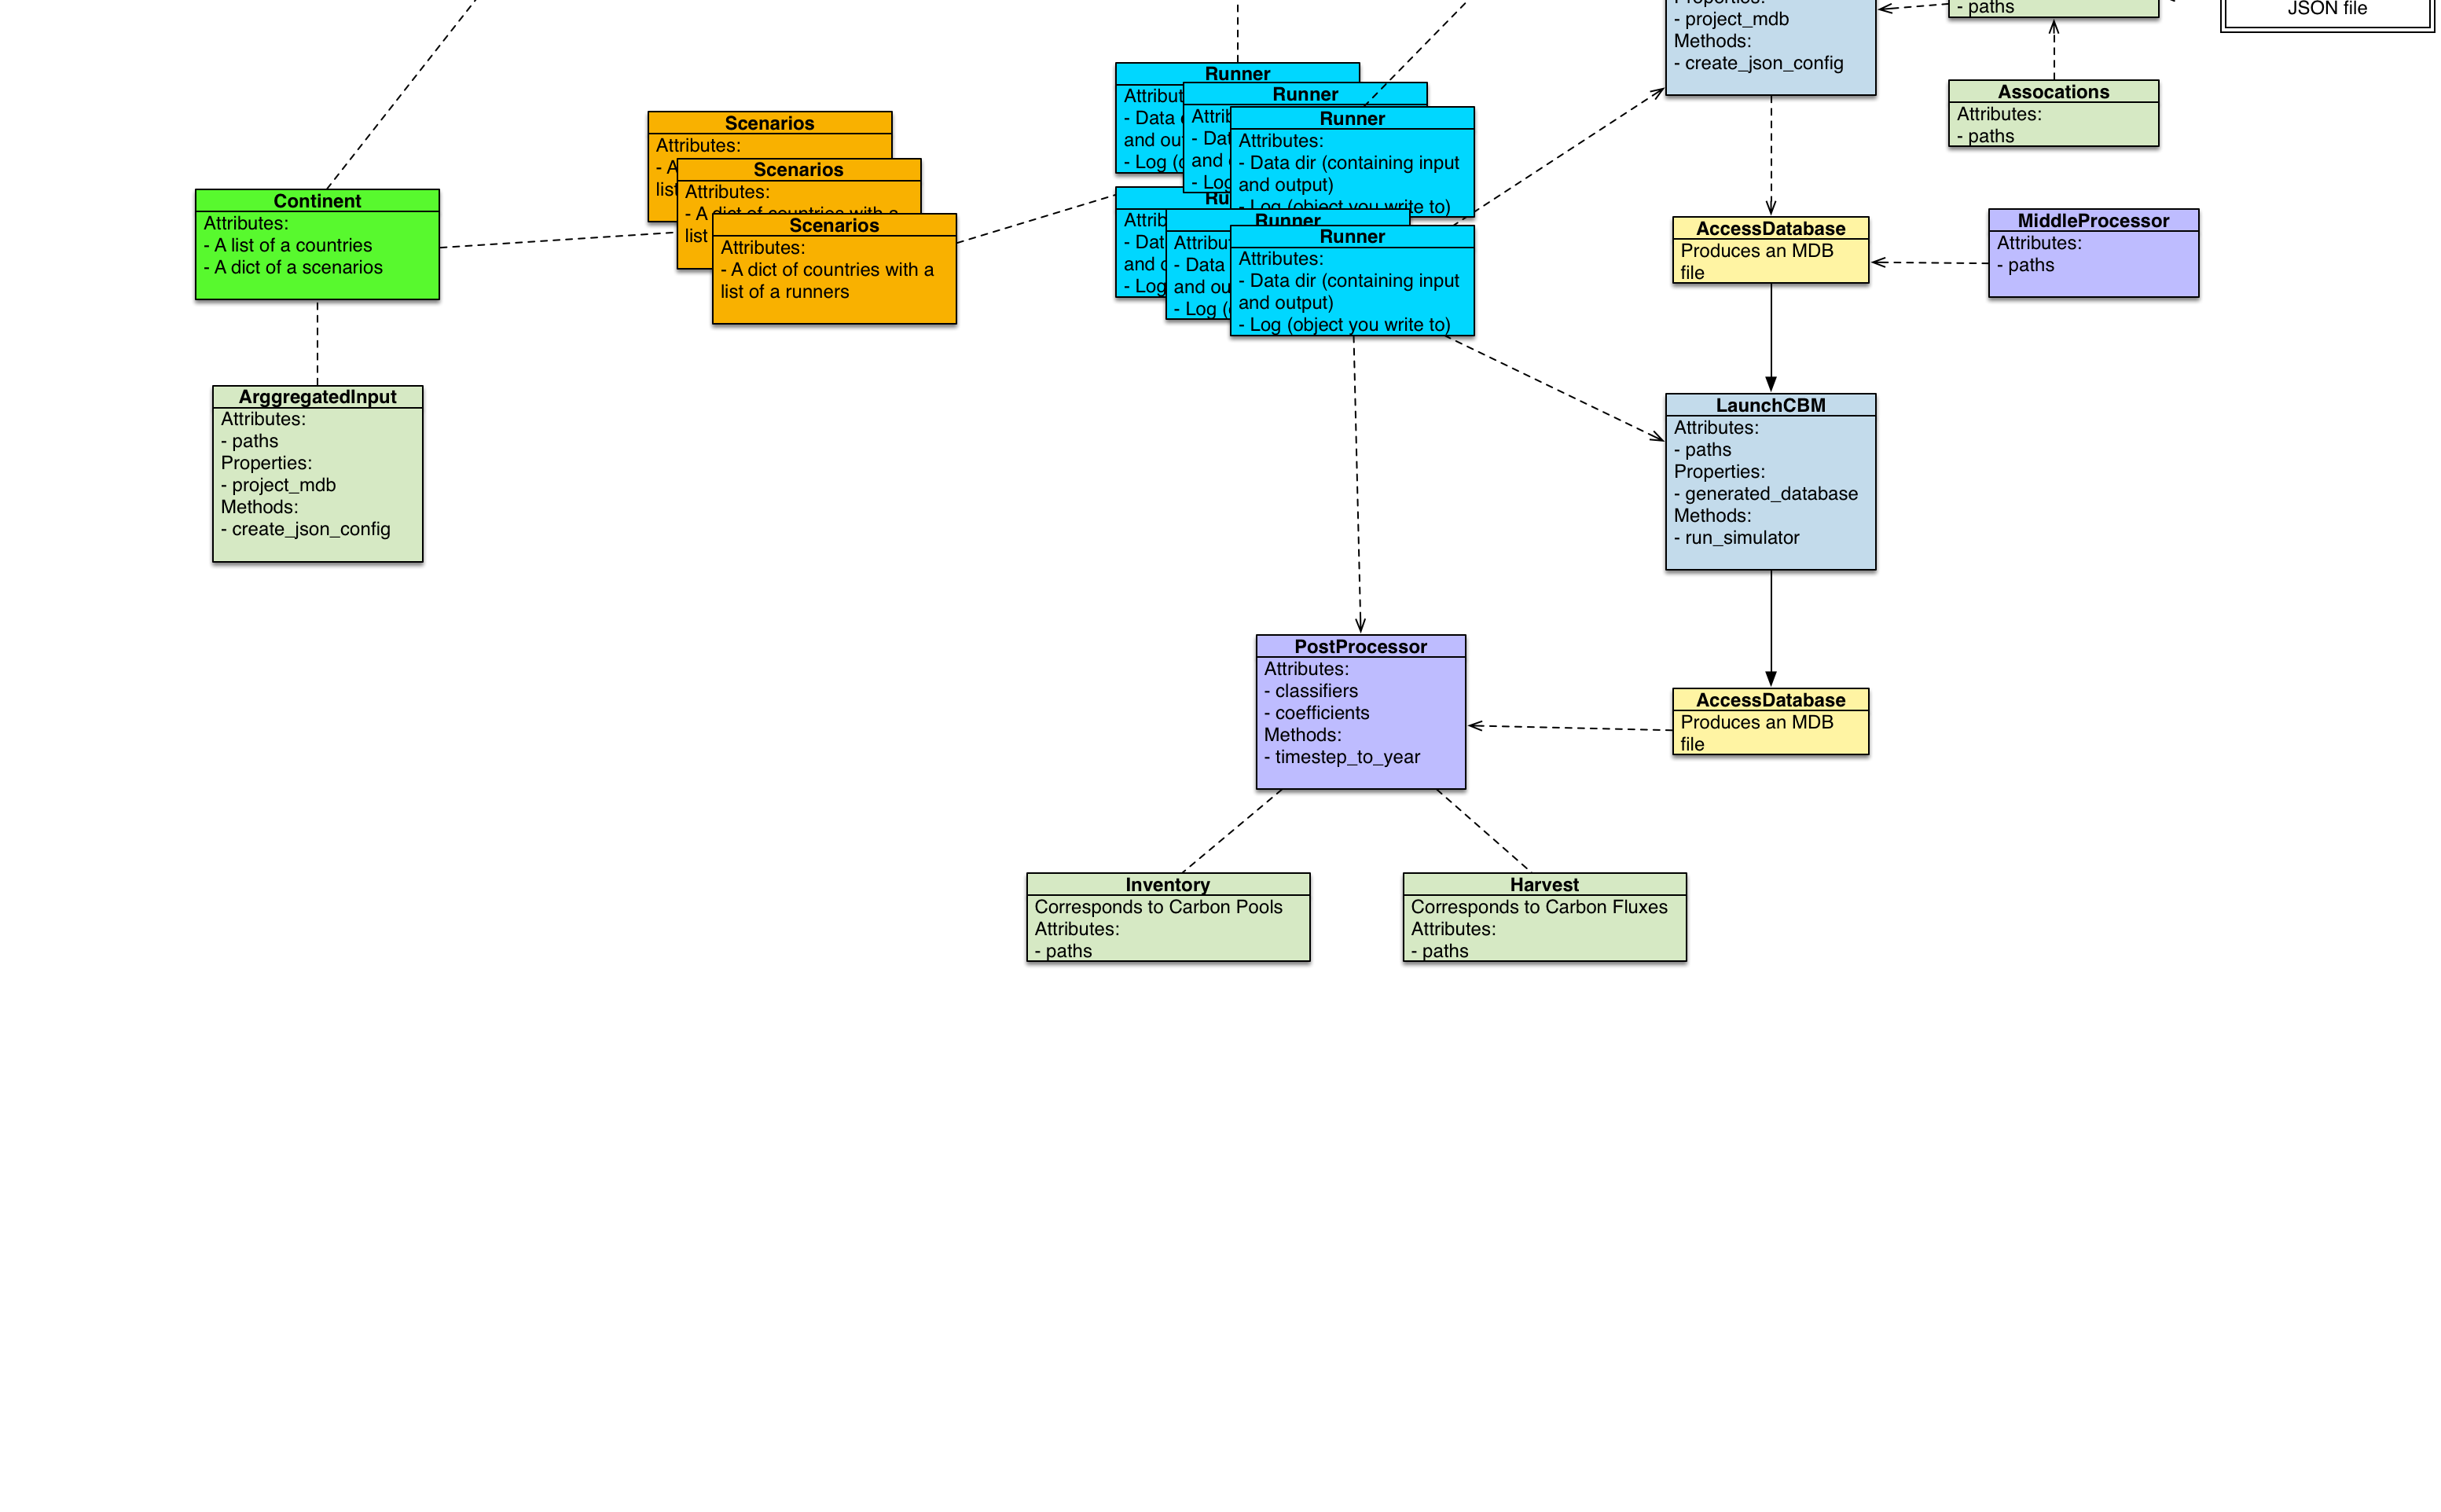 Properties:
- project_mdb
Methods:
- create_json_config
- paths
JSON file
Assocations
Attributes:
- paths
Runner
Attribut
- Data
and ou
- Log (
Runner
Attrib
- Dat
and
- Log
Runner
Attributes:
- Data dir (containing input
and output)
- Log (object you write to)
Scenarios
Attributes:
- A
list
Scenarios
Attributes:
- A dict of countries with a
list
Scenarios
Attributes:
- A dict of countries with a
list of a runners
Continent
Attributes:
- A list of a countries
- A dict of a scenarios
Ru
Attrib
- Dat
and
- Log
Runner
Attribu
- Data
and ou
- Log (
Runner
Attributes:
- Data dir (containing input
and output)
- Log (object you write to)
AccessDatabase
Produces an MDB
file
MiddleProcessor
Attributes:
- paths
ArggregatedInput
Attributes:
- paths
Properties:
- project_mdb
Methods:
- create_json_config
LaunchCBM
Attributes:
- paths
Properties:
- generated_database
Methods:
- run_simulator
PostProcessor
Attributes:
- classifiers
- coefficients
Methods:
- timestep_to_year
AccessDatabase
Produces an MDB
file
Inventory
Corresponds to Carbon Pools
Attributes:
- paths
Harvest
Corresponds to Carbon Fluxes
Attributes:
- paths